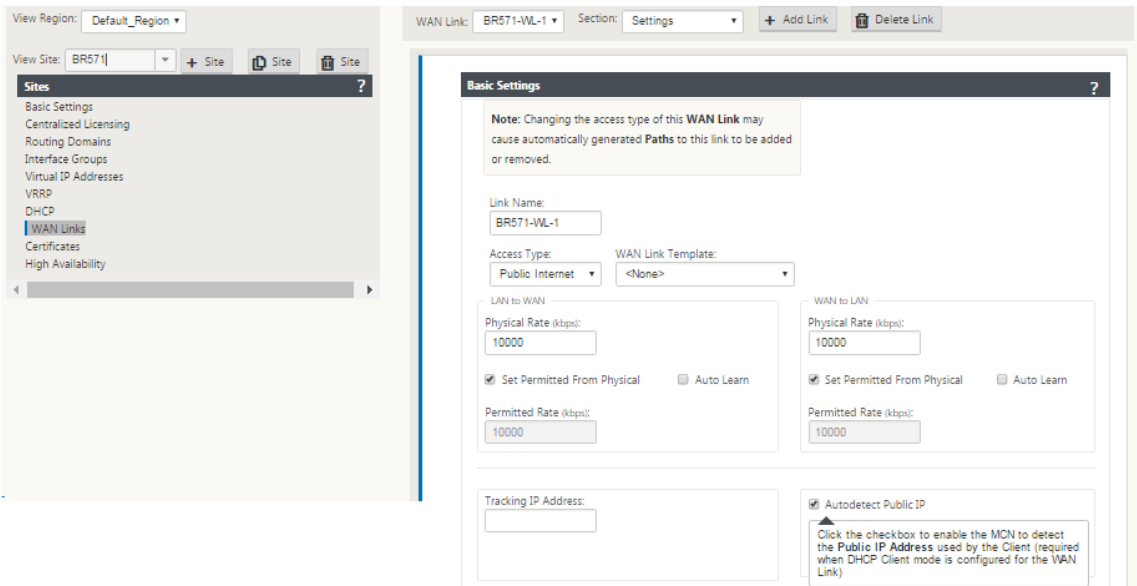 View Region: Default_Region
WAN Link: BR571-WL-1 Section: Settings + Add Link Delete Link
View Site: BR571 + Site Site Site
Sites ?
Basic Settings
Centralized Licensing
Routing Domains
Interface Groups
Virtual IP Addresses
VRRP
DHCP
WAN Links
Certificates
High Availability
Basic Settings ?
Note: Changing the access type of this WAN Link may
cause automatically generated Paths to this link to be added
or removed.
Link Name:
BR571-WL-1
Access Type: WAN Link Template:
Public Internet <None>
LAN to WAN WAN to LAN
Physical Rate (kbps): Physical Rate (kbps):
10000 10000
Set Permitted From Physical Auto Learn Set Permitted From Physical Auto Learn
Permitted Rate (kbps): Permitted Rate (kbps):
10000 10000
Tracking IP Address: Autodetect Public IP
Click the checkbox to enable the MCN to detect
the Public IP Address used by the Client (required
when DHCP Client mode is configured for the WAN
Link)